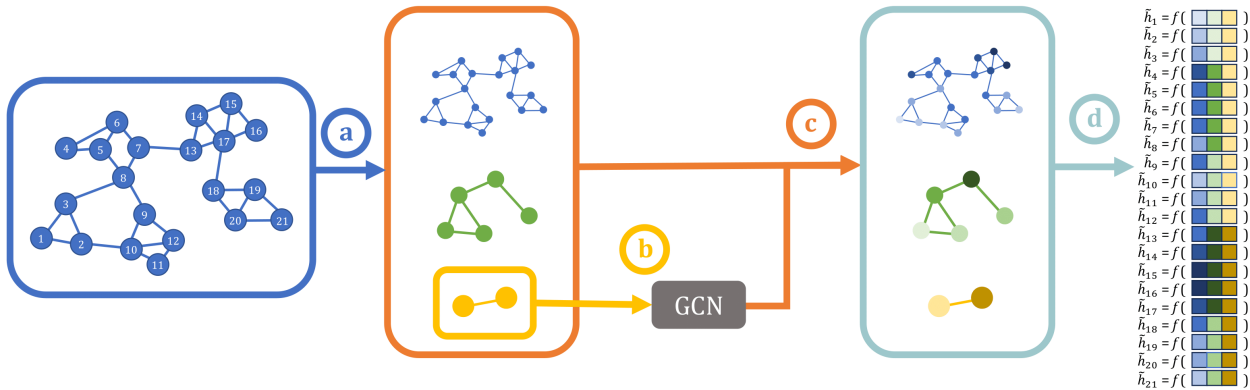 a
b
GCN
c
d
1
2
3
4
5
6
7
8
9
10
11
12
13
14
15
16
17
18
19
20
21
h̃₁ = f( )
h̃₂ = f( )
h̃₃ = f( )
h̃₄ = f( )
h̃₅ = f( )
h̃₆ = f( )
h̃₇ = f( )
h̃₈ = f( )
h̃₉ = f( )
h̃₁₀ = f( )
h̃₁₁ = f( )
h̃₁₂ = f( )
h̃₁₃ = f( )
h̃₁₄ = f( )
h̃₁₅ = f( )
h̃₁₆ = f( )
h̃₁₇ = f( )
h̃₁₈ = f( )
h̃₁₉ = f( )
h̃₂₀ = f( )
h̃₂₁ = f( )